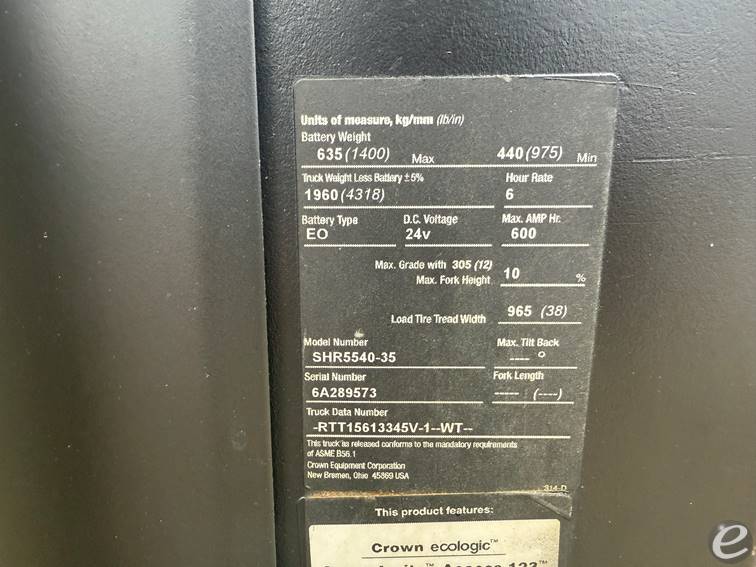 Units of measure, kg/mm (lb/in)
Battery Weight
635 (1400) Max 440 (975) Min
Truck Weight Less Battery ± 5% Hour Rate
1960 (4318) 6
Battery Type D.C. Voltage Max. AMP Hr.
EO 24v 600
Max. Grade with 305 (12)
Max. Fork Height 10 %
Load Tire Tread Width 965 (38)
Model Number Max. Tilt Back
SHR5540-35 ---- °
Serial Number Fork Length
6A289573 ----- (----)
Truck Data Number
-RTT15613345V-1--WT--
This truck as released conforms to the mandatory requirements
of ASME B56.1
Crown Equipment Corporation
New Bremen, Ohio 45869 USA
314-D
This product features:
Crown ecologic™
Access 123™
e